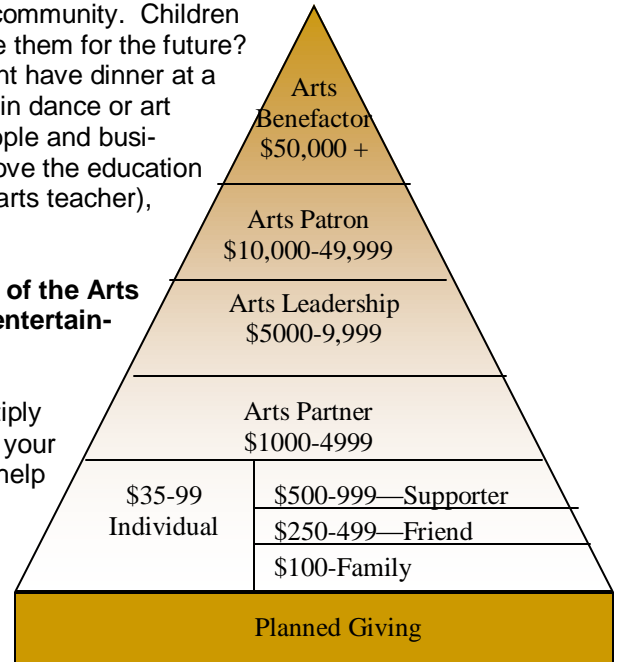 community.  Children
e them for the future?
nt have dinner at a
in dance or art
ople and busi-
ove the education
arts teacher),
of the Arts
entertain-
tiply
your
help
Arts
Benefactor
$50,000 +
Arts Patron
$10,000-49,999
Arts Leadership
$5000-9,999
Arts Partner
$1000-4999
$35-99
Individual
$500-999—Supporter
$250-499—Friend
$100-Family
Planned Giving